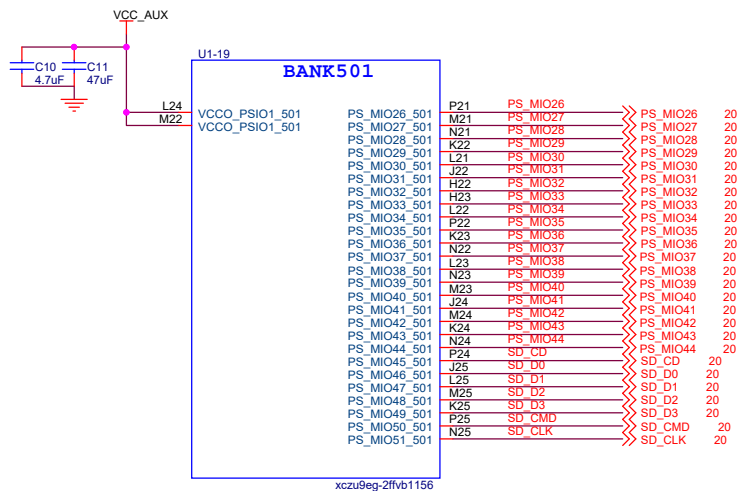 VCC_AUX
U1-19
BANK501
C10 4.7uF
C11 47uF
L24 VCCO_PSIO1_501
M22 VCCO_PSIO1_501
PS_MIO26_501 P21 PS_MIO26 PS_MIO26 20
PS_MIO27_501 M21 PS_MIO27 PS_MIO27 20
PS_MIO28_501 N21 PS_MIO28 PS_MIO28 20
PS_MIO29_501 K22 PS_MIO29 PS_MIO29 20
PS_MIO30_501 L21 PS_MIO30 PS_MIO30 20
PS_MIO31_501 J22 PS_MIO31 PS_MIO31 20
PS_MIO32_501 H22 PS_MIO32 PS_MIO32 20
PS_MIO33_501 H23 PS_MIO33 PS_MIO33 20
PS_MIO34_501 L22 PS_MIO34 PS_MIO34 20
PS_MIO35_501 P22 PS_MIO35 PS_MIO35 20
PS_MIO36_501 K23 PS_MIO36 PS_MIO36 20
PS_MIO37_501 N22 PS_MIO37 PS_MIO37 20
PS_MIO38_501 L23 PS_MIO38 PS_MIO38 20
PS_MIO39_501 N23 PS_MIO39 PS_MIO39 20
PS_MIO40_501 M23 PS_MIO40 PS_MIO40 20
PS_MIO41_501 J24 PS_MIO41 PS_MIO41 20
PS_MIO42_501 M24 PS_MIO42 PS_MIO42 20
PS_MIO43_501 K24 PS_MIO43 PS_MIO43 20
PS_MIO44_501 N24 PS_MIO44 PS_MIO44 20
PS_MIO45_501 P24 SD_CD SD_CD 20
PS_MIO46_501 J25 SD_D0 SD_D0 20
PS_MIO47_501 L25 SD_D1 SD_D1 20
PS_MIO48_501 M25 SD_D2 SD_D2 20
PS_MIO49_501 K25 SD_D3 SD_D3 20
PS_MIO50_501 P25 SD_CMD SD_CMD 20
PS_MIO51_501 N25 SD_CLK SD_CLK 20
xczu9eg-2ffvb1156